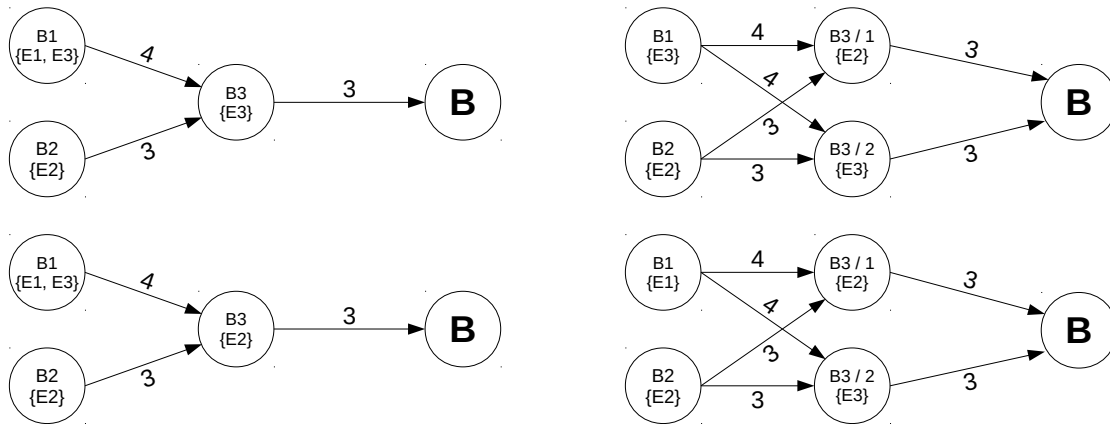 B1
{E1, E3}
4
B3
{E3}
3
B
B2
{E2}
3
B1
{E3}
4
B3 / 1
{E2}
3
4
B
3
B2
{E2}
3
B3 / 2
{E3}
3
B1
{E1, E3}
4
B3
{E2}
3
B
B2
{E2}
3
B1
{E1}
4
B3 / 1
{E2}
3
4
B
3
B2
{E2}
3
B3 / 2
{E3}
3